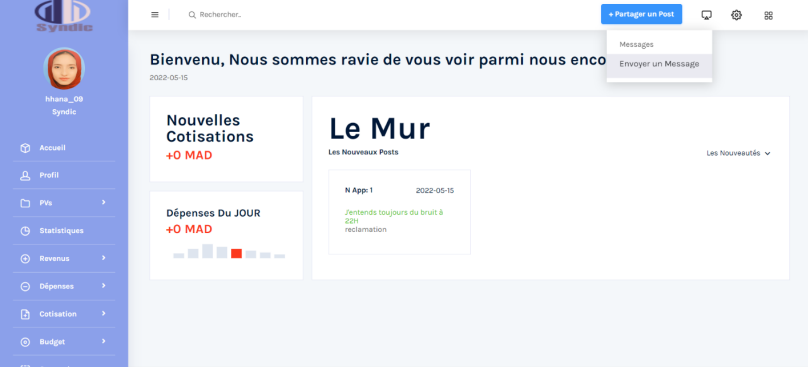 Syndic
hhana_09
Syndic
Accueil
Profil
PVs
Statistiques
Revenus
Dépenses
Cotisation
Budget
Rechercher..
+ Partager un Post
Messages
Envoyer un Message
Bienvenu, Nous sommes ravie de vous voir parmi nous enco
2022-05-15
Nouvelles
Cotisations
+0 MAD
Dépenses Du JOUR
+0 MAD
Le Mur
Les Nouveaux Posts
Les Nouveautés
N App: 1 2022-05-15
J'entends toujours du bruit à
22H
reclamation